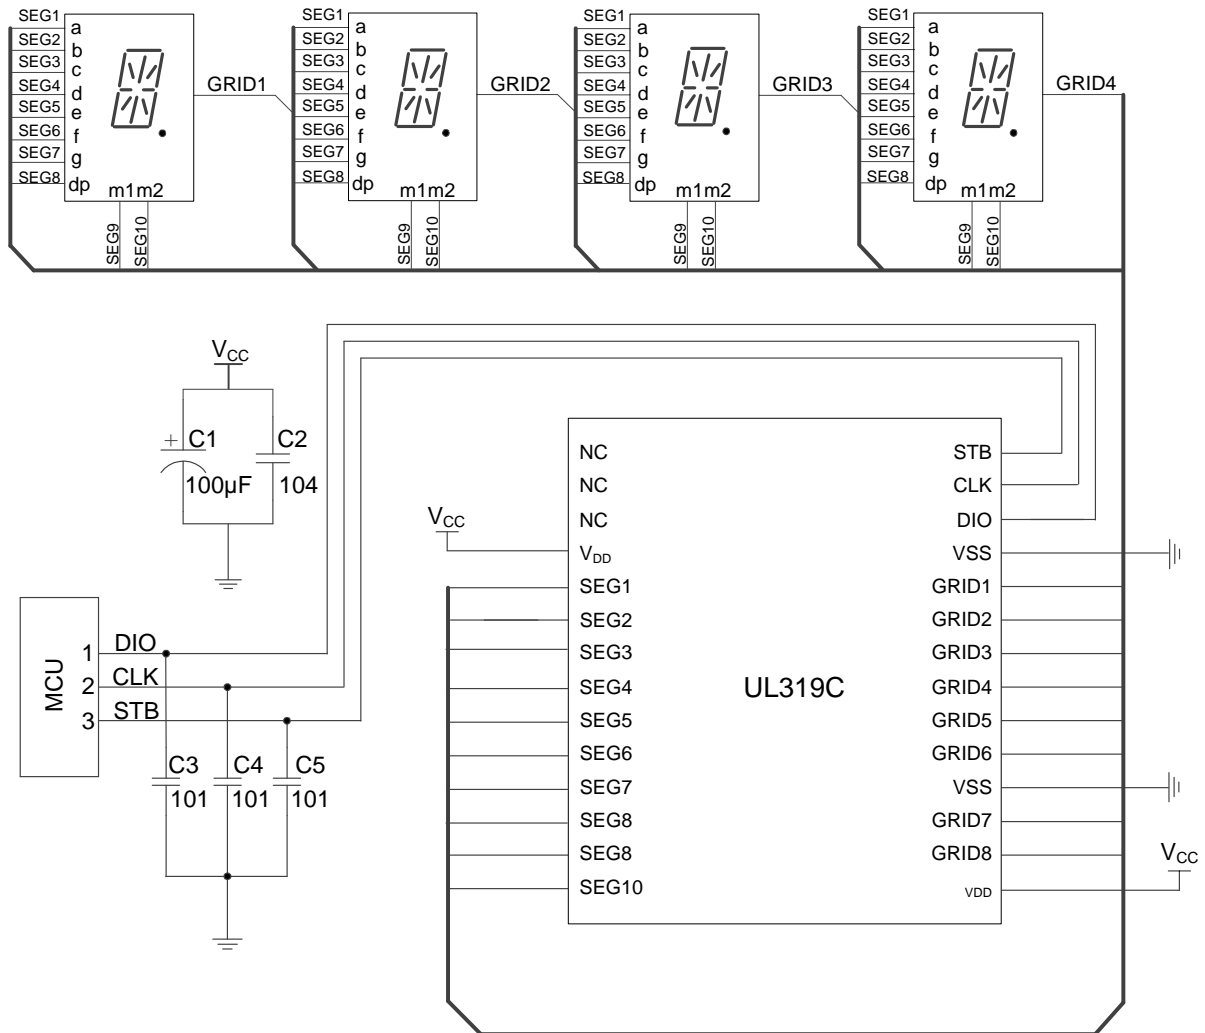 SEG1
SEG2
SEG3
SEG4
SEG5
SEG6
SEG7
SEG8
a
b
c
d
e
f
g
dp
m1m2
SEG9
SEG10
GRID1
SEG1
SEG2
SEG3
SEG4
SEG5
SEG6
SEG7
SEG8
a
b
c
d
e
f
g
dp
m1m2
SEG9
SEG10
GRID2
SEG1
SEG2
SEG3
SEG4
SEG5
SEG6
SEG7
SEG8
a
b
c
d
e
f
g
dp
m1m2
SEG9
SEG10
GRID3
SEG1
SEG2
SEG3
SEG4
SEG5
SEG6
SEG7
SEG8
a
b
c
d
e
f
g
dp
m1m2
SEG9
SEG10
GRID4
VCC
+ C1
100μF
C2
104
MCU
1 DIO
2 CLK
3 STB
C3
101
C4
101
C5
101
VCC
NC
NC
NC
VDD
SEG1
SEG2
SEG3
SEG4
SEG5
SEG6
SEG7
SEG8
SEG8
SEG10
UL319C
STB
CLK
DIO
VSS
GRID1
GRID2
GRID3
GRID4
GRID5
GRID6
VSS
GRID7
GRID8
VDD
VCC